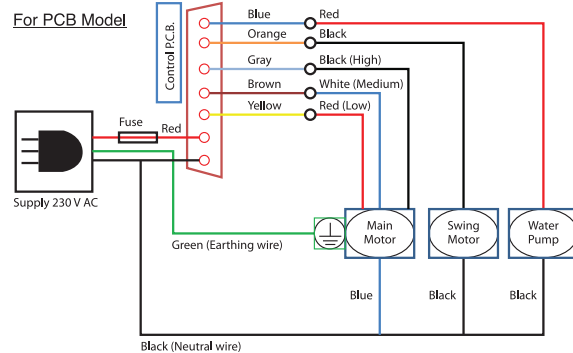 For PCB Model
Control P.C.B.
Blue
Red
Orange
Black
Gray
Black (High)
Brown
White (Medium)
Yellow
Red (Low)
Fuse
Red
Supply 230 V AC
Green (Earthing wire)
Main
Motor
Swing
Motor
Water
Pump
Blue
Black
Black
Black (Neutral wire)